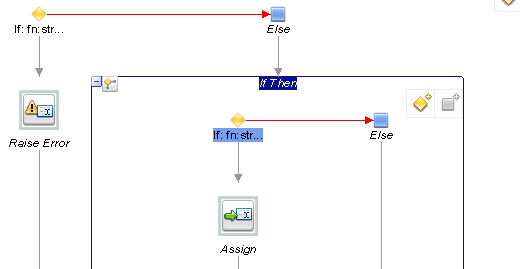 If: fn:str...
Else
If Then
Raise Error
If: fn:str...
Else
Assign